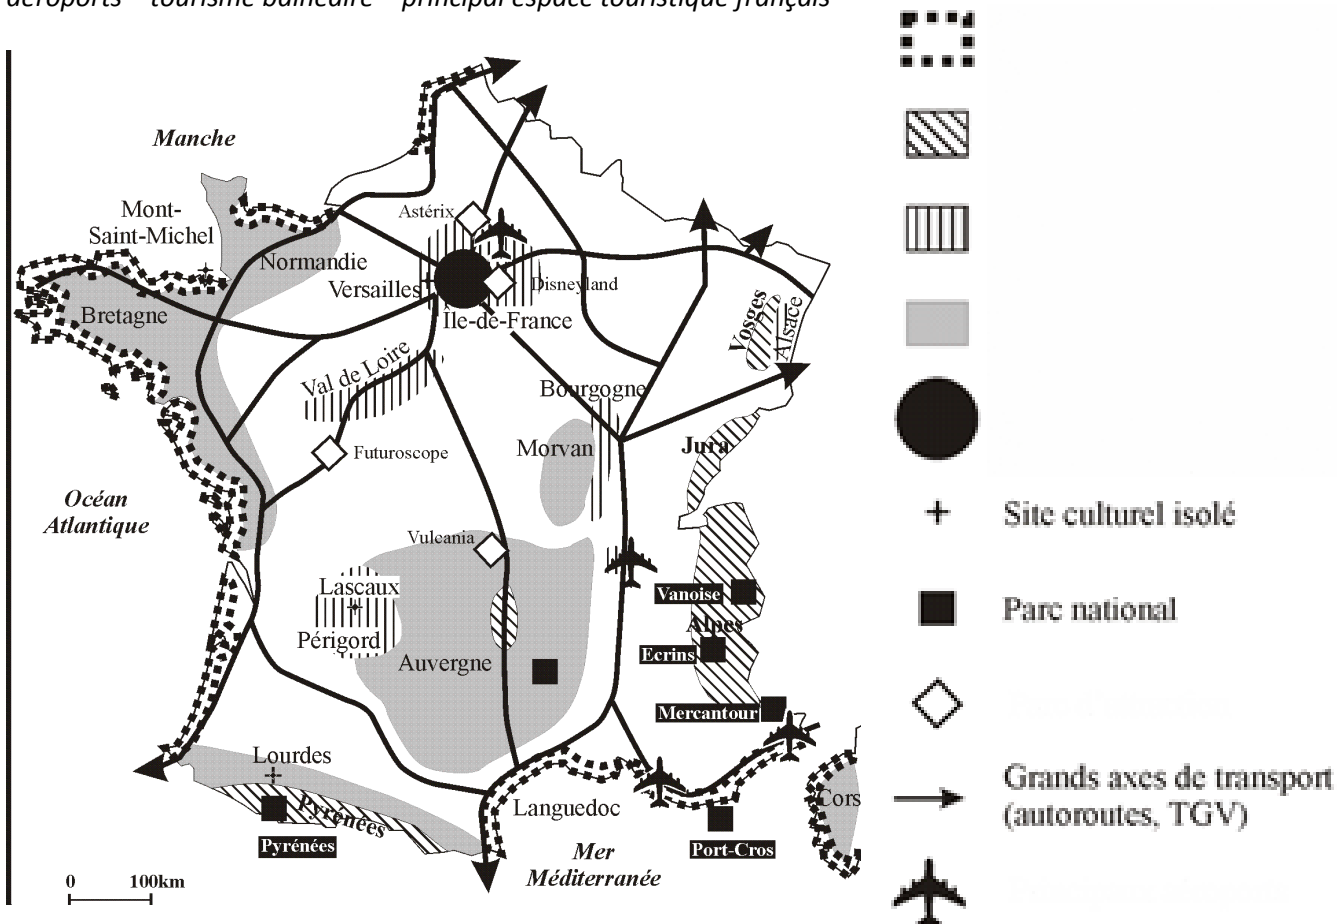 aéroports – tourisme balnéaire – principal espace touristique français
Manche
Mont-
Saint-Michel
Astérix
Normandie
Versailles
Disneyland
Île-de-France
Bretagne
Vosges
Alsace
Val de Loire
Bourgogne
Morvan
Jura
Futuroscope
Océan
Atlantique
Vulcania
Lascaux
Périgord
Auvergne
Vanoise
Alpes
Ecrins
Mercantour
Lourdes
Pyrénées
Pyrénées
Languedoc
Cors
Port-Cros
Mer
Méditerranée
0 100km
Site culturel isolé
Parc national
Grands axes de transport
(autoroutes, TGV)